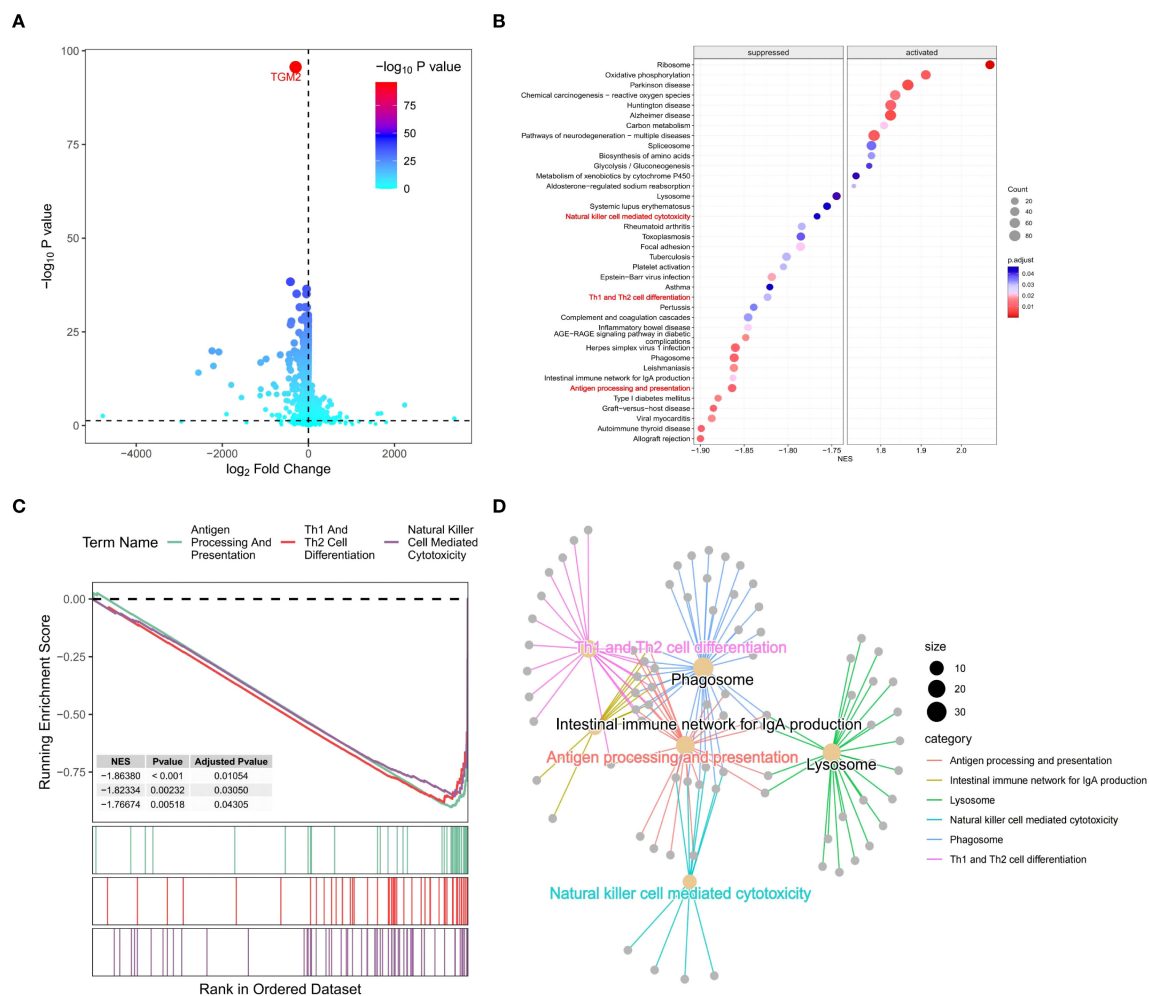 A
−log10 P value
100
75
50
25
0
−4000
−2000
0
2000
log2 Fold Change
TGM2
−log10 P value
75
50
25
0
B
suppressed
activated
Ribosome
Oxidative phosphorylation
Parkinson disease
Chemical carcinogenesis − reactive oxygen species
Huntington disease
Alzheimer disease
Carbon metabolism
Pathways of neurodegeneration − multiple diseases
Spliceosome
Biosynthesis of amino acids
Glycolysis / Gluconeogenesis
Metabolism of xenobiotics by cytochrome P450
Aldosterone−regulated sodium reabsorption
Lysosome
Systemic lupus erythematosus
Natural killer cell mediated cytotoxicity
Rheumatoid arthritis
Toxoplasmosis
Focal adhesion
Tuberculosis
Platelet activation
Epstein−Barr virus infection
Asthma
Th1 and Th2 cell differentiation
Pertussis
Complement and coagulation cascades
Inflammatory bowel disease
AGE−RAGE signaling pathway in diabetic
complications
Herpes simplex virus 1 infection
Phagosome
Leishmaniasis
Intestinal immune network for IgA production
Antigen processing and presentation
Type I diabetes mellitus
Graft−versus−host disease
Viral myocarditis
Autoimmune thyroid disease
Allograft rejection
−1.90
−1.85
−1.80
−1.75
1.8
1.9
2.0
NES
Count
20
40
60
80
p.adjust
0.04
0.03
0.02
0.01
C
Term Name
Antigen
Processing And
Presentation
Th1 And
Th2 Cell
Differentiation
Natural Killer
Cell Mediated
Cytotoxicity
Running Enrichment Score
0.00
−0.25
−0.50
−0.75
NES Pvalue Adjusted Pvalue
−1.86380 < 0.001 0.01054
−1.82334 0.00232 0.03050
−1.76674 0.00518 0.04305
Rank in Ordered Dataset
D
Th1 and Th2 cell differentiation
Phagosome
Intestinal immune network for IgA production
Antigen processing and presentation
Lysosome
Natural killer cell mediated cytotoxicity
size
10
20
30
category
Antigen processing and presentation
Intestinal immune network for IgA production
Lysosome
Natural killer cell mediated cytotoxicity
Phagosome
Th1 and Th2 cell differentiation